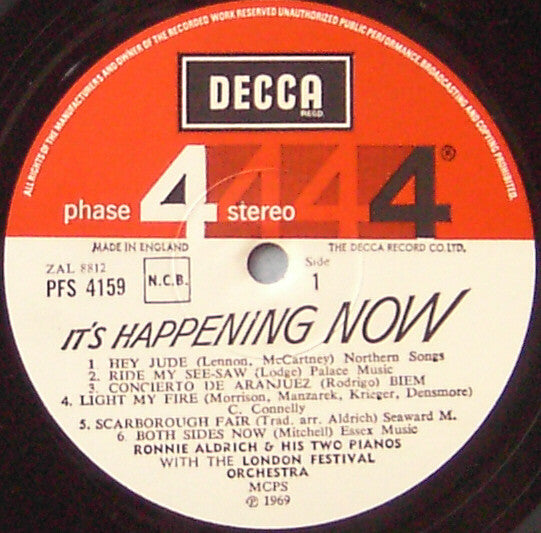 ALL RIGHTS OF THE MANUFACTURERS AND OWNER OF THE RECORDED WORK RESERVED UNAUTHORIZED PUBLIC PERFORMANCE, BROADCASTING AND COPYING PROHIBITED.
DECCA
REGD.
phase 4 stereo 4 4 4®
MADE IN ENGLAND
THE DECCA RECORD CO. LTD.
ZAL 8812
PFS 4159
N.C.B.
Side
1
IT'S HAPPENING NOW
1. HEY JUDE (Lennon, McCartney) Northern Songs
2. RIDE MY SEE-SAW (Lodge) Palace Music
3. CONCIERTO DE ARANJUEZ (Rodrigo) BIEM
4. LIGHT MY FIRE (Morrison, Manzarek, Krieger, Densmore)
C. Connelly
5. SCARBOROUGH FAIR (Trad. arr. Aldrich) Seaward M.
6. BOTH SIDES NOW (Mitchell) Essex Music
RONNIE ALDRICH & HIS TWO PIANOS
WITH THE LONDON FESTIVAL
ORCHESTRA
MCPS
℗ 1969